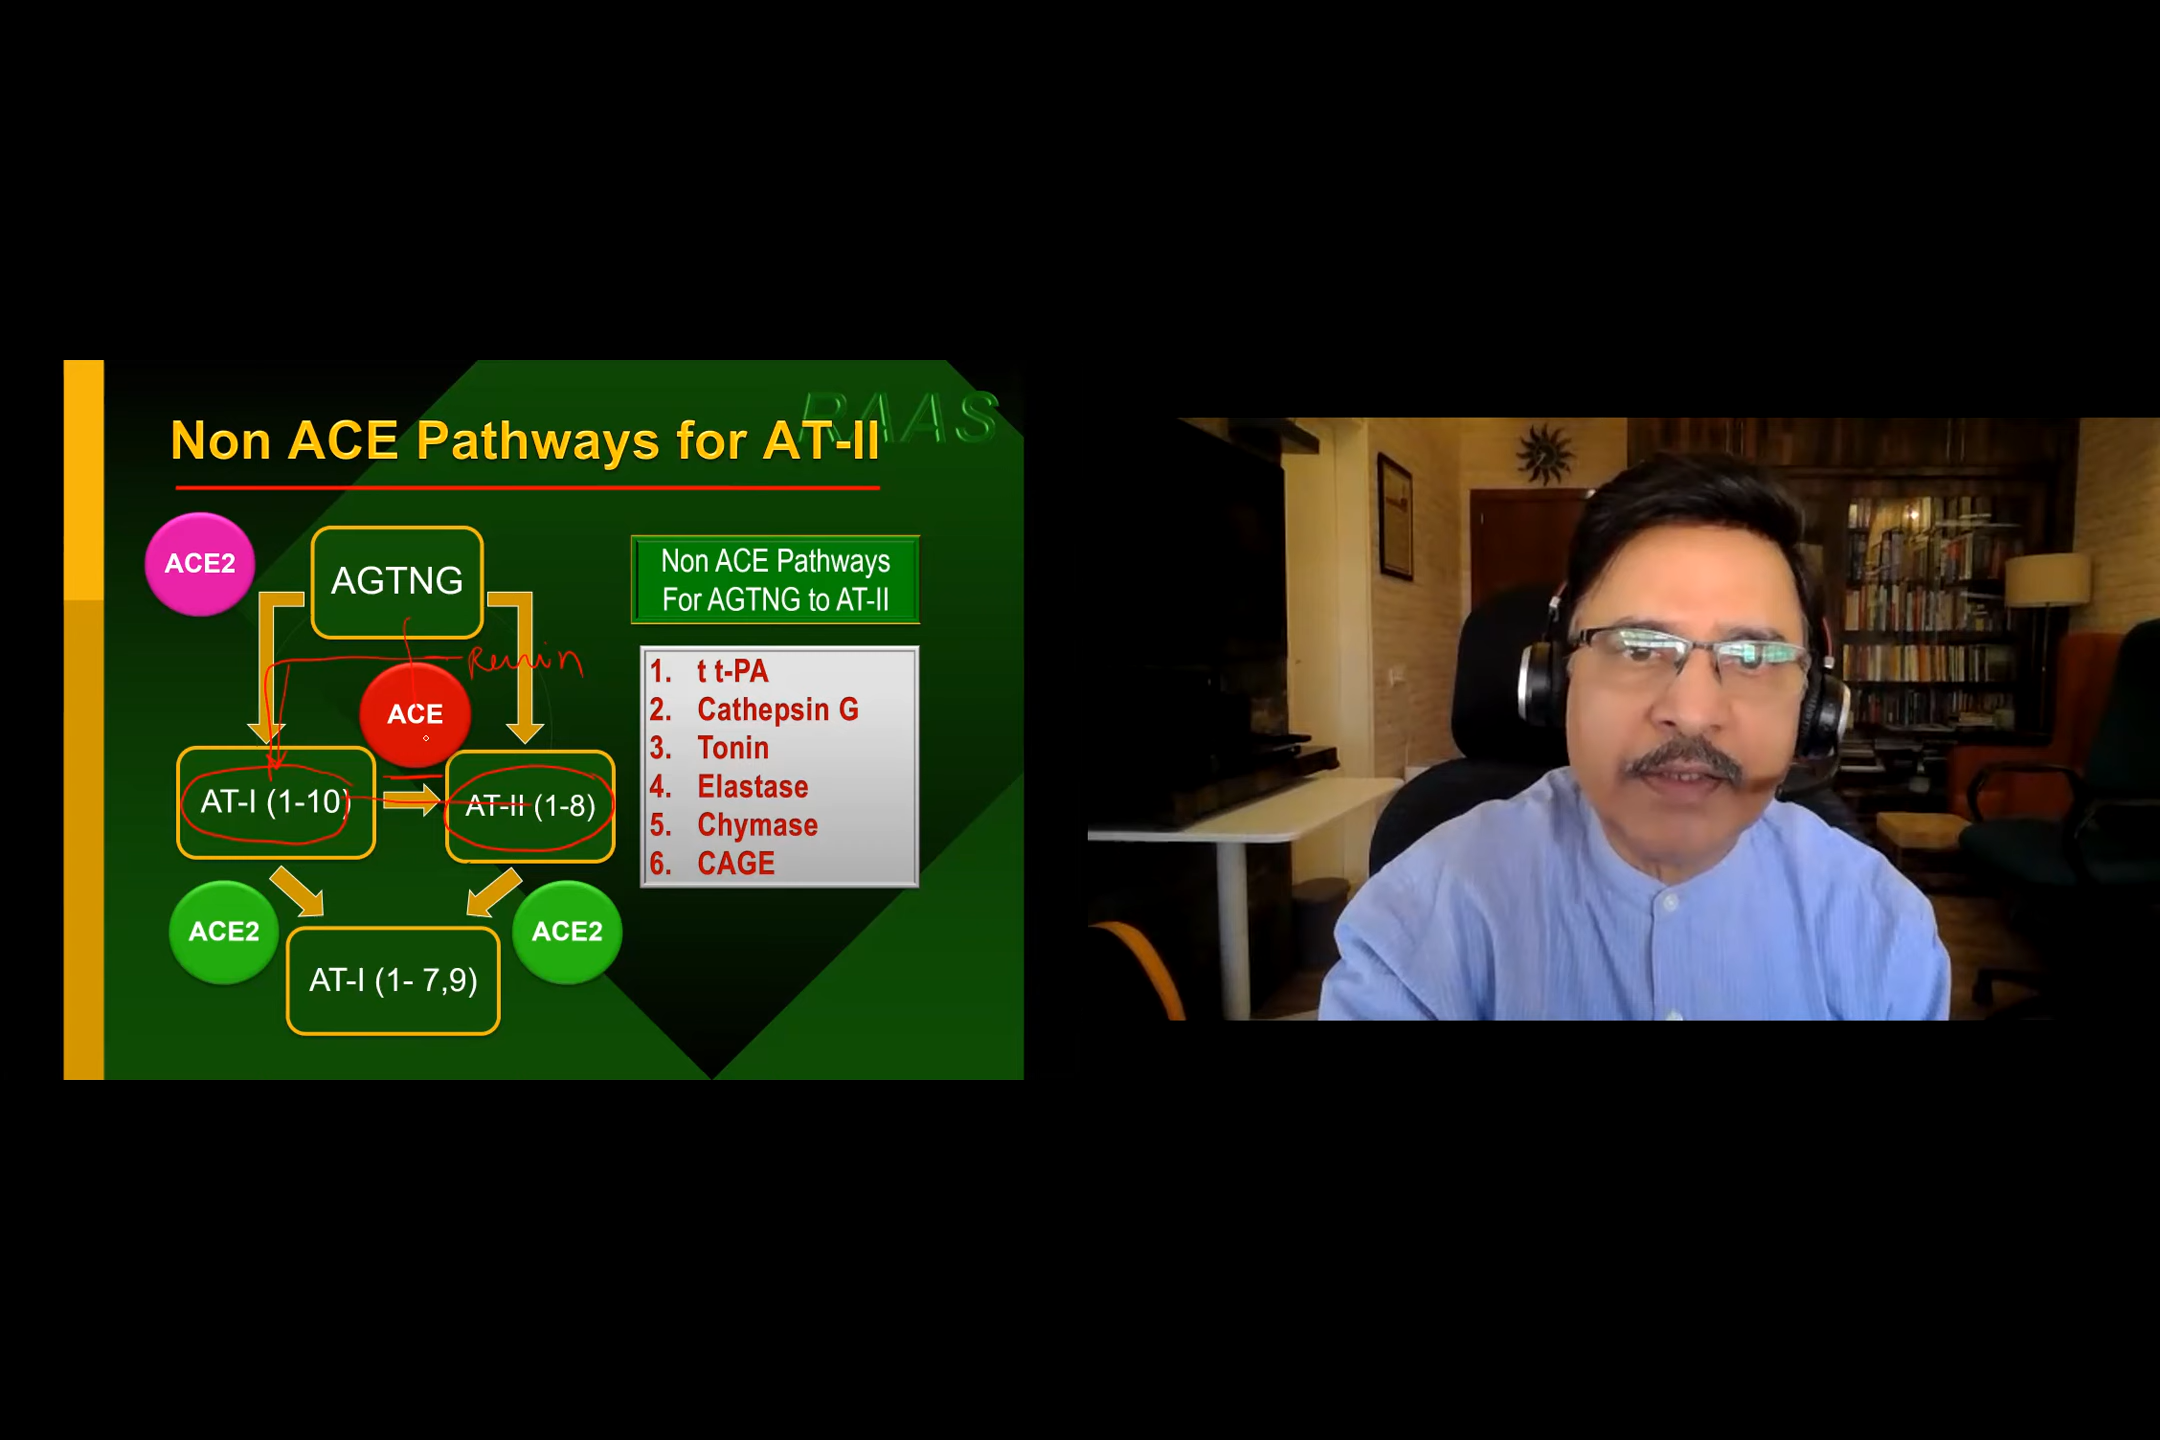 RAAS
Non ACE Pathways for AT-II
ACE2
AGTNG
Non ACE Pathways
For AGTNG to AT-II
Renin
ACE
1. t t-PA
2. Cathepsin G
3. Tonin
4. Elastase
5. Chymase
6. CAGE
AT-I (1-10)
AT-II (1-8)
ACE2
ACE2
AT-I (1- 7,9)